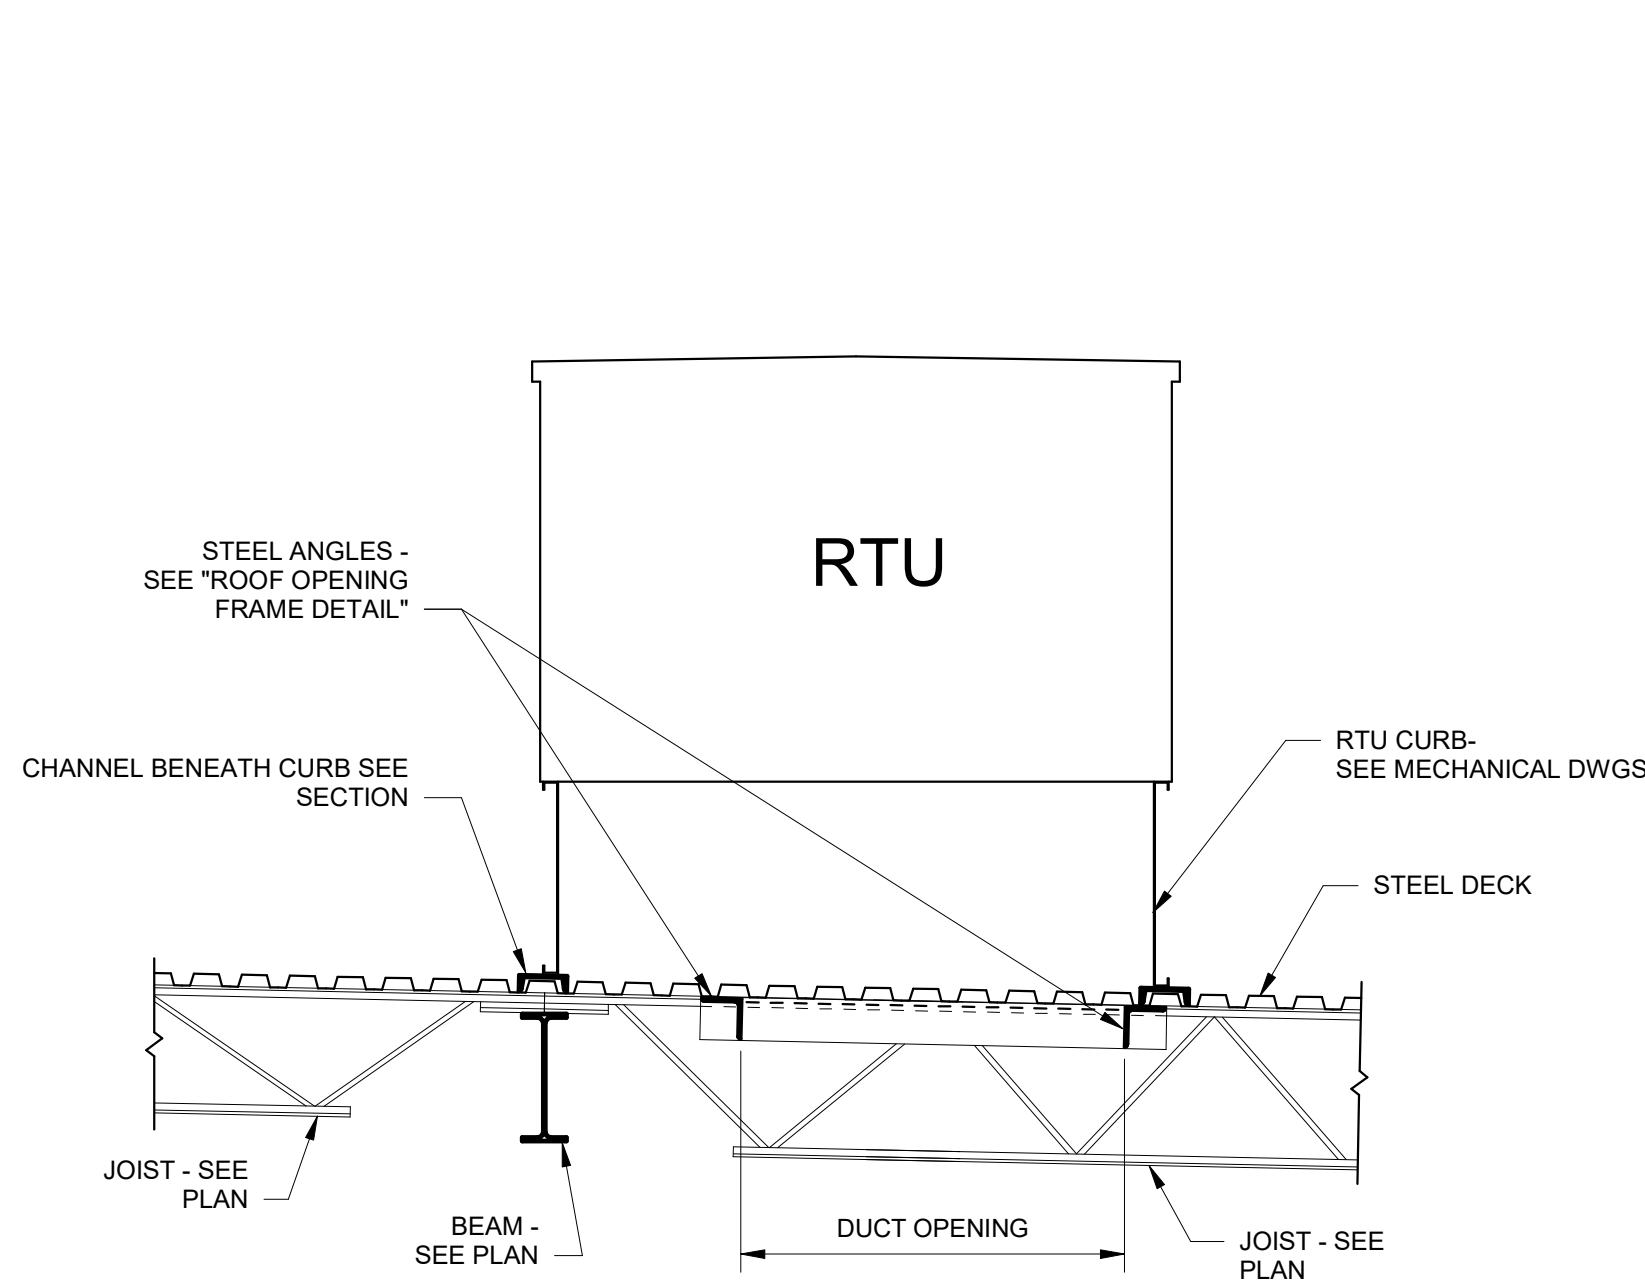 RTU
STEEL ANGLES -
SEE "ROOF OPENING
FRAME DETAIL"
CHANNEL BENEATH CURB SEE
SECTION
RTU CURB-
SEE MECHANICAL DWGS
STEEL DECK
JOIST - SEE
PLAN
BEAM -
SEE PLAN
DUCT OPENING
JOIST - SEE
PLAN